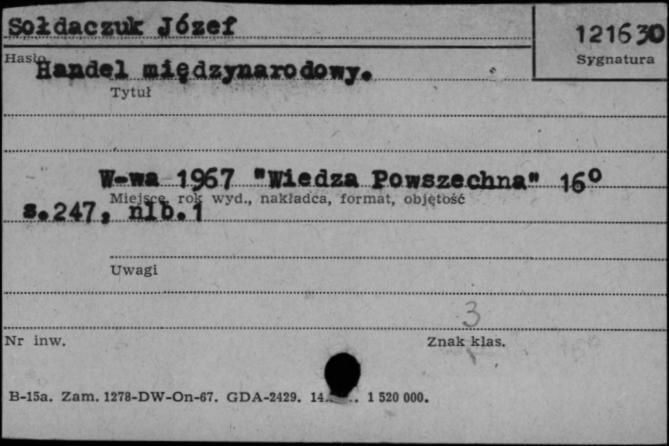 Sołdaczuk Józef
121630
Hasło
Sygnatura
Handel międzynarodowy.
Tytuł
W-wa 1967 "Wiedza Powszechna" 16⁰
Miejsce, rok wyd., nakładca, format, objętość
s.247, nlb.1
Uwagi
3
Nr inw.
Znak klas.
B-15a. Zam. 1278-DW-On-67. GDA-2429. 14 1 520 000.